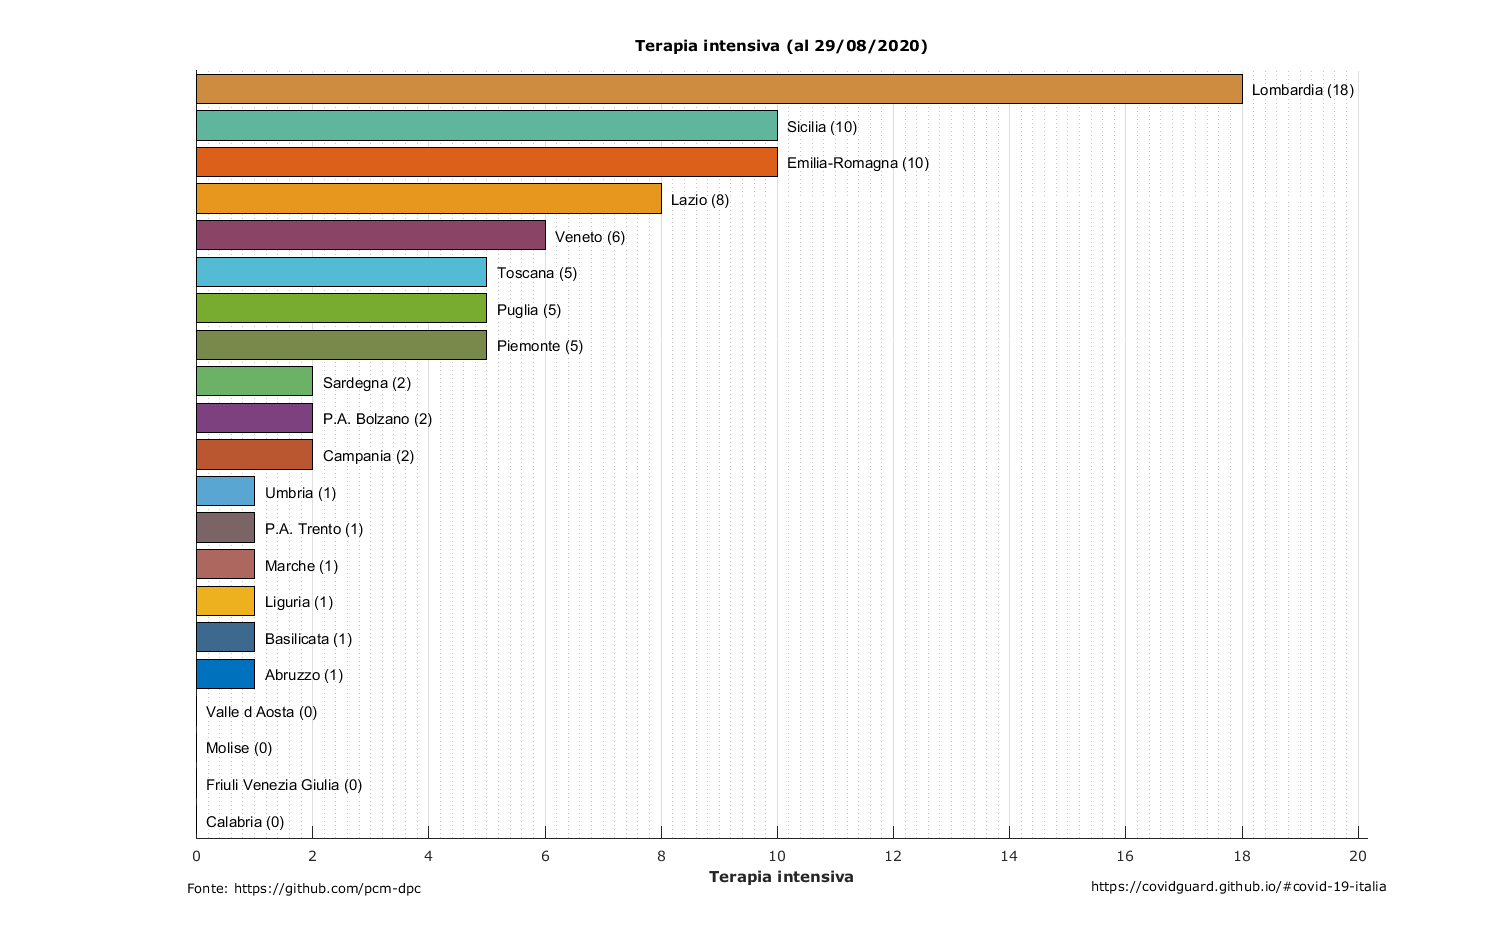 Terapia intensiva (al 29/08/2020)
Lombardia (18)
Sicilia (10)
Emilia-Romagna (10)
Lazio (8)
Veneto (6)
Toscana (5)
Puglia (5)
Piemonte (5)
Sardegna (2)
P.A. Bolzano (2)
Campania (2)
Umbria (1)
P.A. Trento (1)
Marche (1)
Liguria (1)
Basilicata (1)
Abruzzo (1)
Valle d Aosta (0)
Molise (0)
Friuli Venezia Giulia (0)
Calabria (0)
0 2 4 6 8 10 12 14 16 18 20
Terapia intensiva
Fonte: https://github.com/pcm-dpc
https://covidguard.github.io/#covid-19-italia